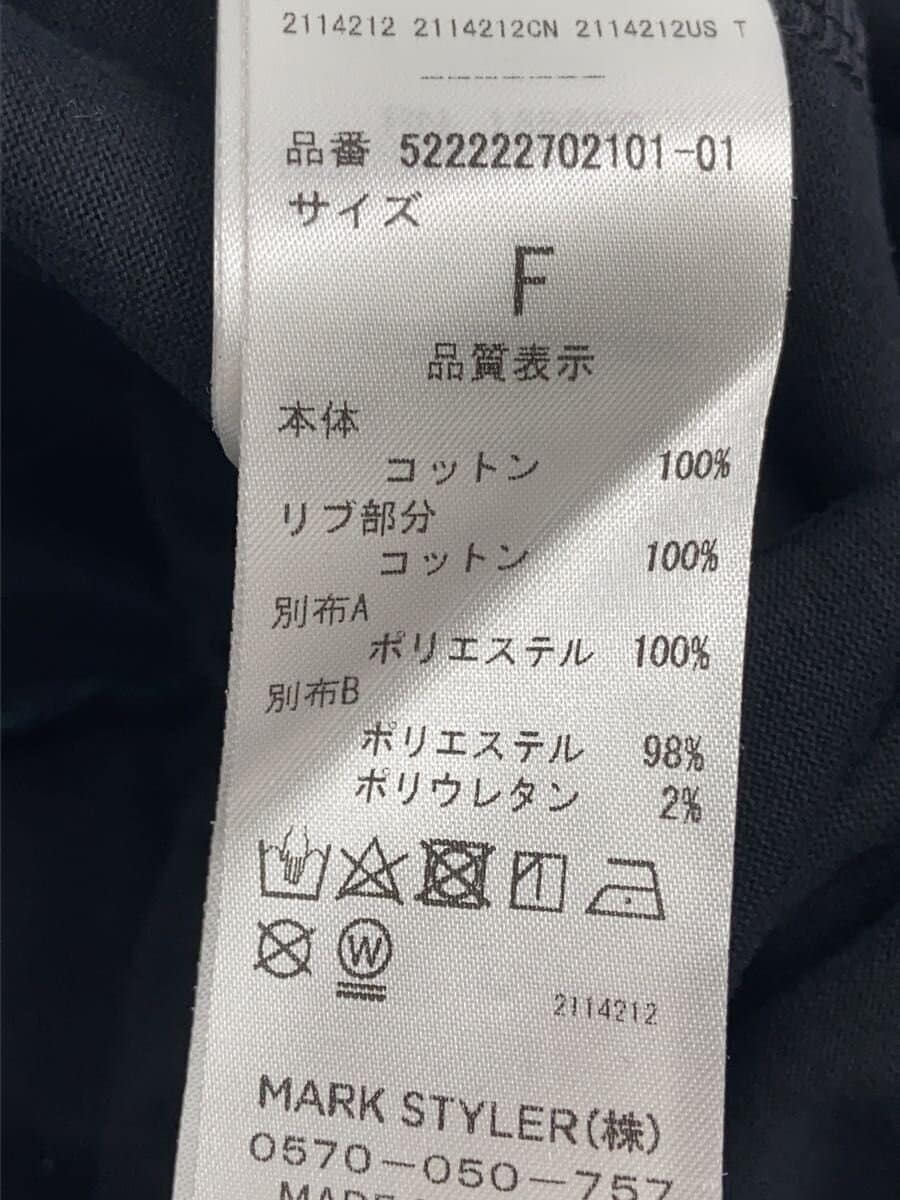 2114212 2114212CN 2114212US T
品番 522222702101-01
サイズ
F
品質表示
本体
コットン 100%
リブ部分
コットン 100%
別布A
ポリエステル 100%
別布B
ポリエステル 98%
ポリウレタン 2%
W
2114212
MARK STYLER(株)
0570-050-757
MADE